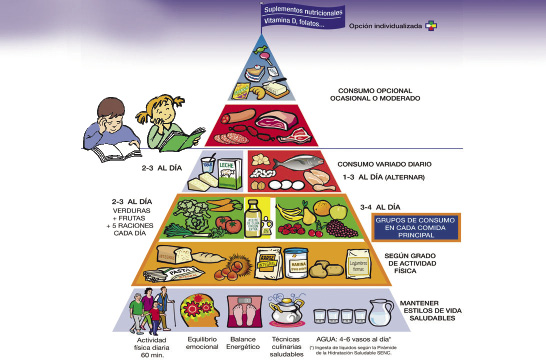 Suplementos nutricionales
Vitamina D, folatos...
Opción individualizada
CONSUMO OPCIONAL
OCASIONAL O MODERADO
2-3 AL DÍA
LECHE
CONSUMO VARIADO DIARIO
1-3 AL DÍA (ALTERNAR)
2-3 AL DÍA
VERDURAS
+ FRUTAS
+ 5 RACIONES
CADA DÍA
3-4 AL DÍA
GRUPOS DE CONSUMO
EN CADA COMIDA
PRINCIPAL
PASTA
ARROZ
HARINA
Legumbres
SEGÚN GRADO
DE ACTIVIDAD
FÍSICA
MANTENER
ESTILOS DE VIDA
SALUDABLES
Actividad
física diaria
60 min.
Equilibrio
emocional
Balance
Energético
Técnicas
culinarias
saludables
AGUA: 4-6 vasos al día*
(*) Ingesta de líquidos según la Pirámide
de la Hidratación Saludable SENC.